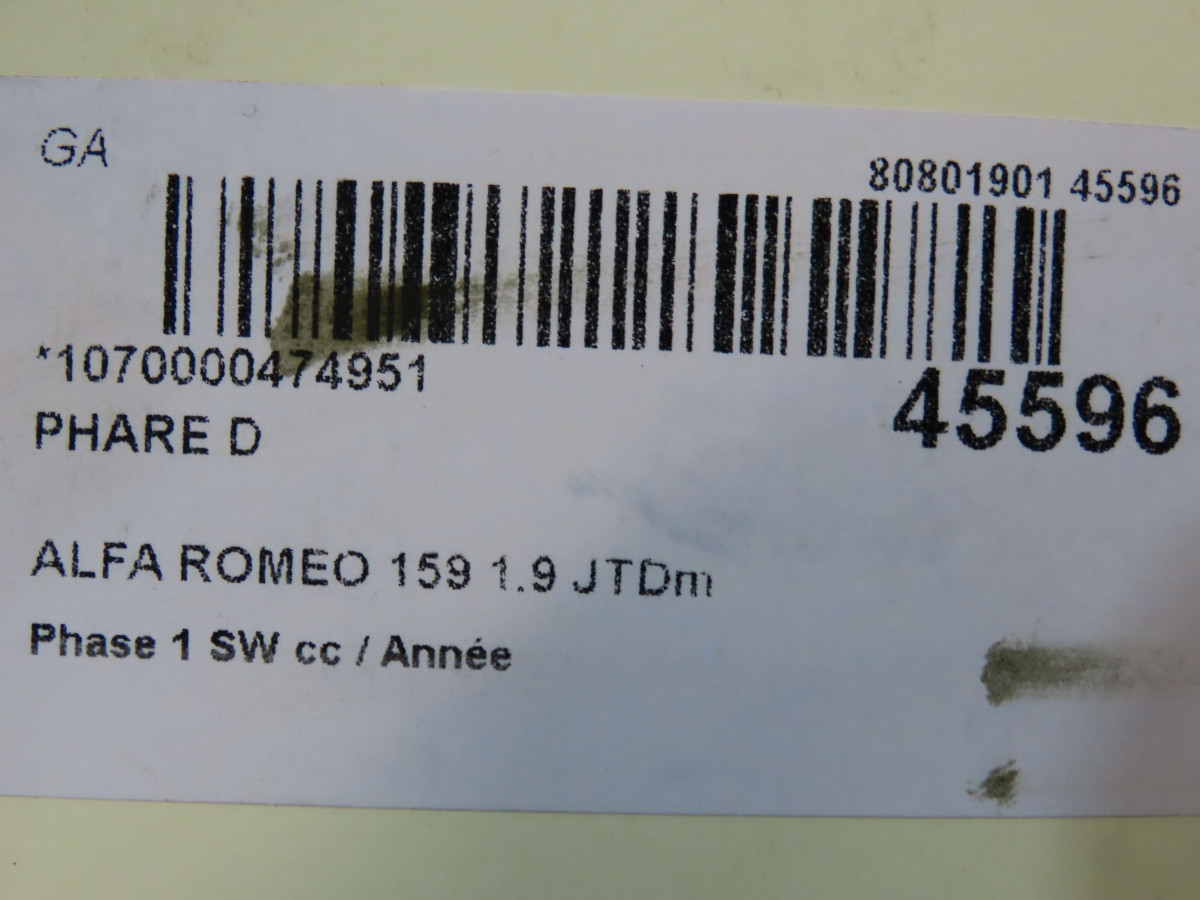 GA
80801901 45596
*1070000474951
45596
PHARE D
ALFA ROMEO 159 1.9 JTDm
Phase 1 SW cc / Année